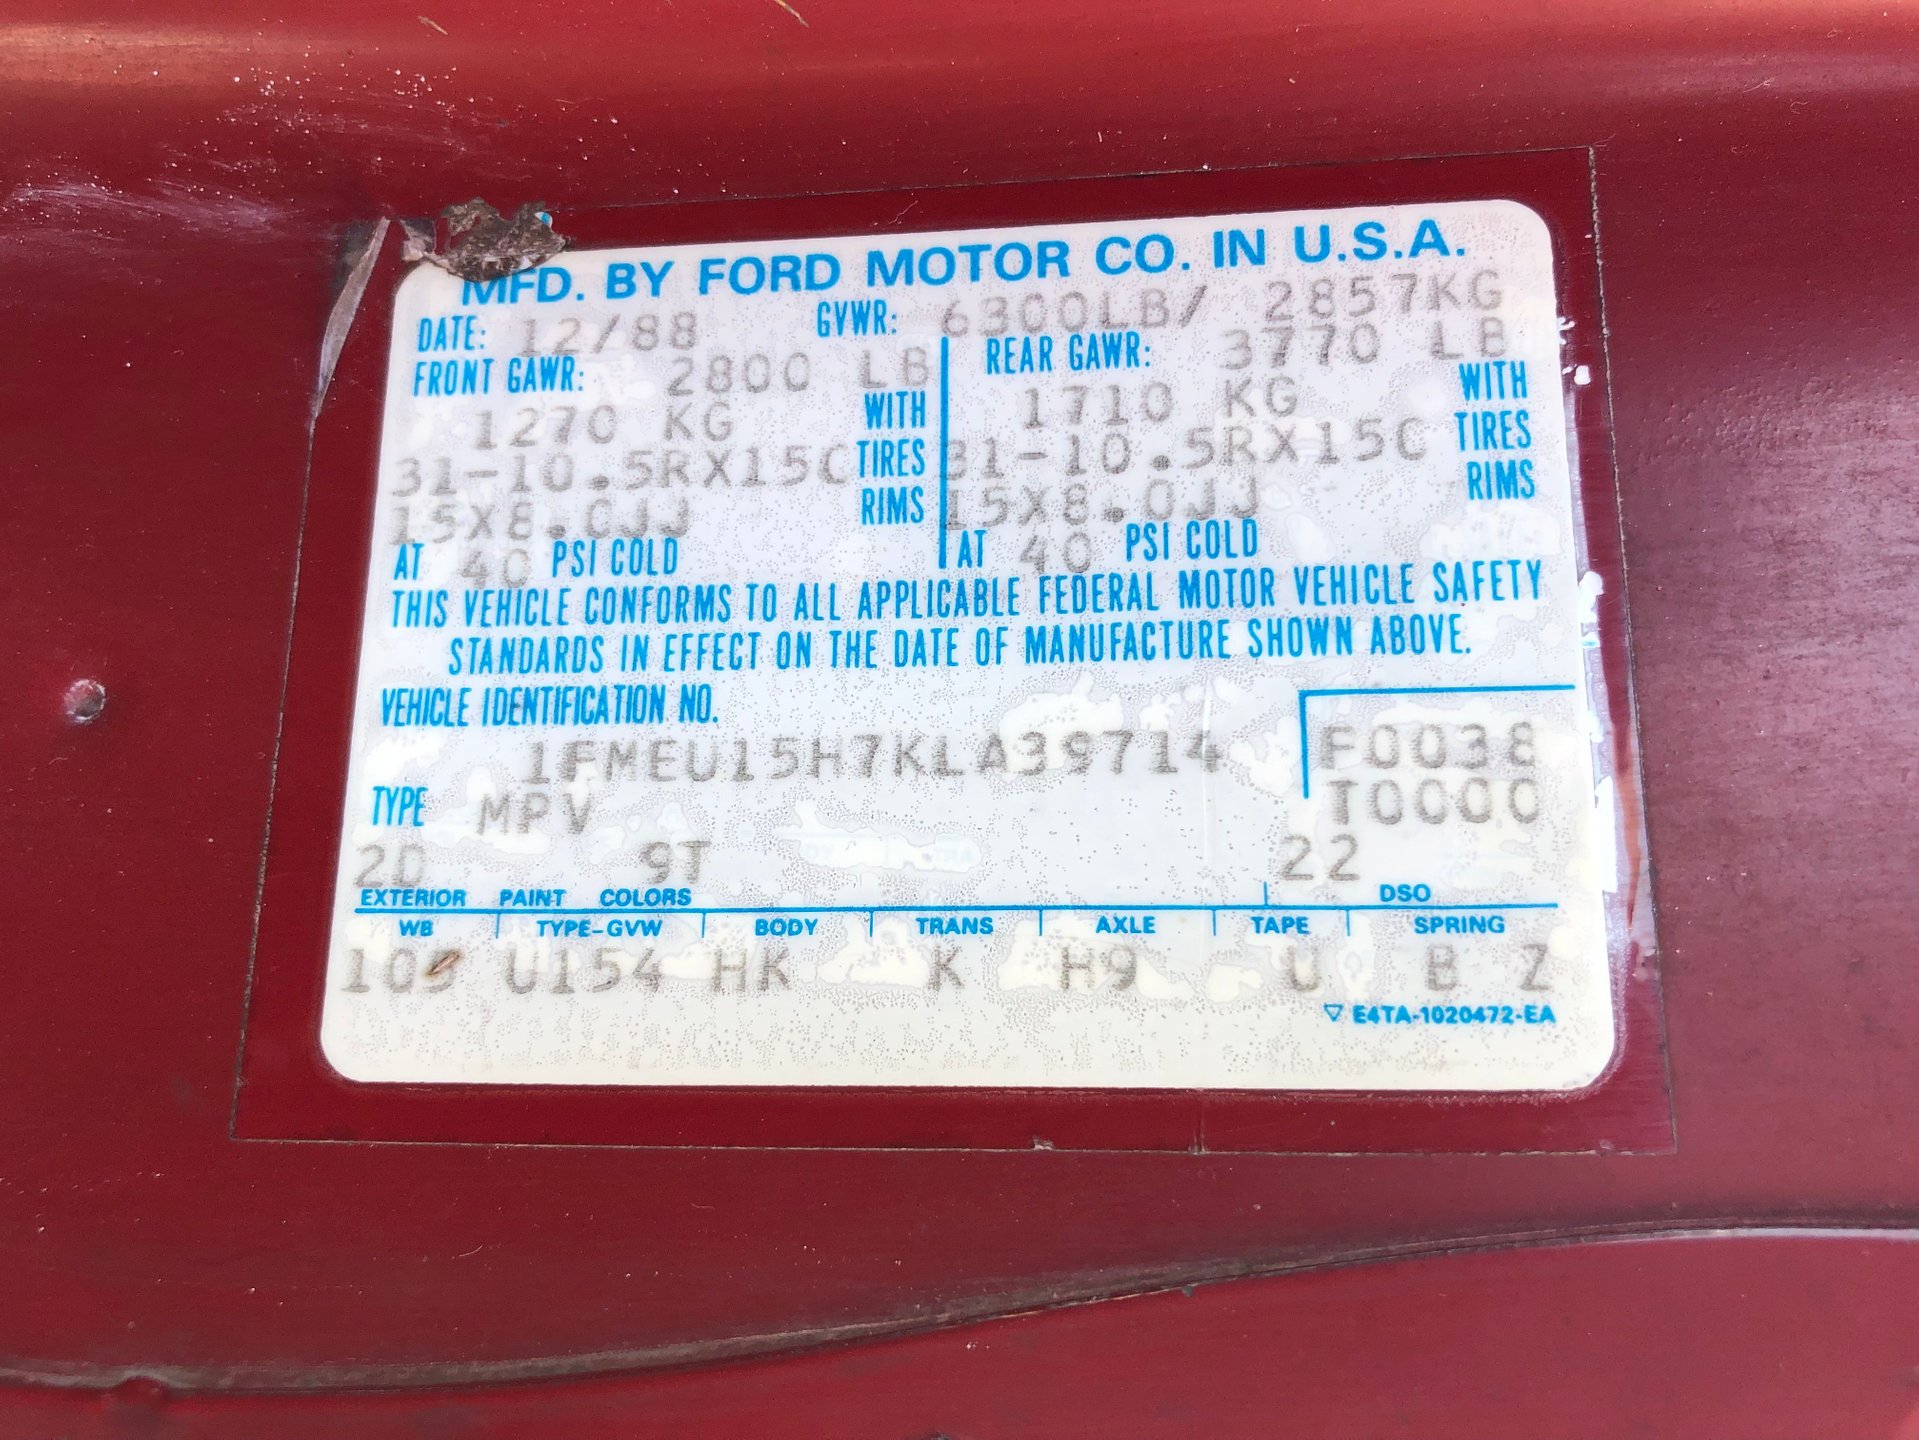 MFD. BY FORD MOTOR CO. IN U.S.A.
DATE: 12/88 GVWR: 6300LB/ 2857KG
FRONT GAWR: 2800 LB REAR GAWR: 3770 LB
1270 KG WITH 1710 KG WITH
31-10.5RX15C TIRES 31-10.5RX15C TIRES
15X8.0JJ RIMS 15X8.0JJ RIMS
AT 40 PSI COLD AT 40 PSI COLD
THIS VEHICLE CONFORMS TO ALL APPLICABLE FEDERAL MOTOR VEHICLE SAFETY
STANDARDS IN EFFECT ON THE DATE OF MANUFACTURE SHOWN ABOVE.
VEHICLE IDENTIFICATION NO.
1FMEU15H7KLA39714 F0038
TYPE MPV T0000
2D 9T 22
EXTERIOR PAINT COLORS DSO
WB TYPE-GVW BODY TRANS AXLE TAPE SPRING
U154 HK K H9 U B Z
▽ E4TA-1020472-EA